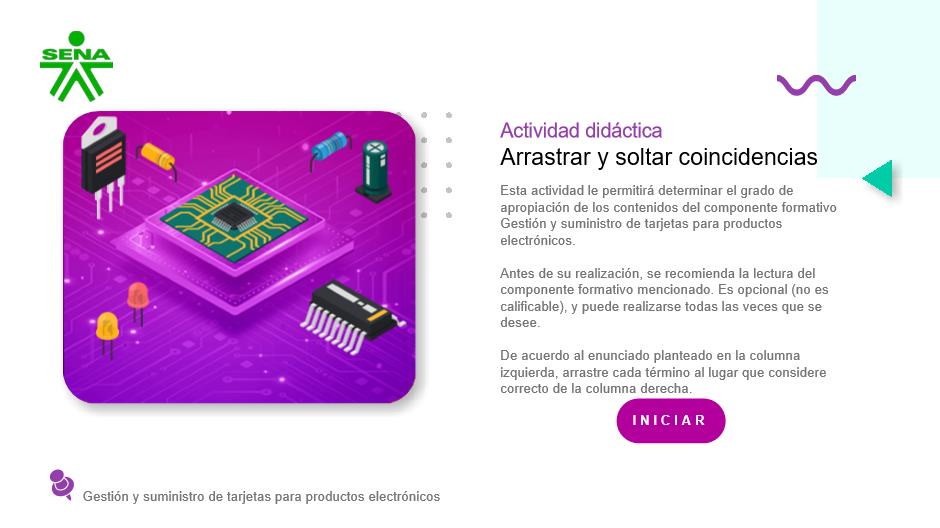 SENA
Actividad didáctica
Arrastrar y soltar coincidencias
Esta actividad le permitirá determinar el grado de
apropiación de los contenidos del componente formativo
Gestión y suministro de tarjetas para productos
electrónicos.
Antes de su realización, se recomienda la lectura del
componente formativo mencionado. Es opcional (no es
calificable), y puede realizarse todas las veces que se
desee.
De acuerdo al enunciado planteado en la columna
izquierda, arrastre cada término al lugar que considere
correcto de la columna derecha.
INICIAR
Gestión y suministro de tarjetas para productos electrónicos